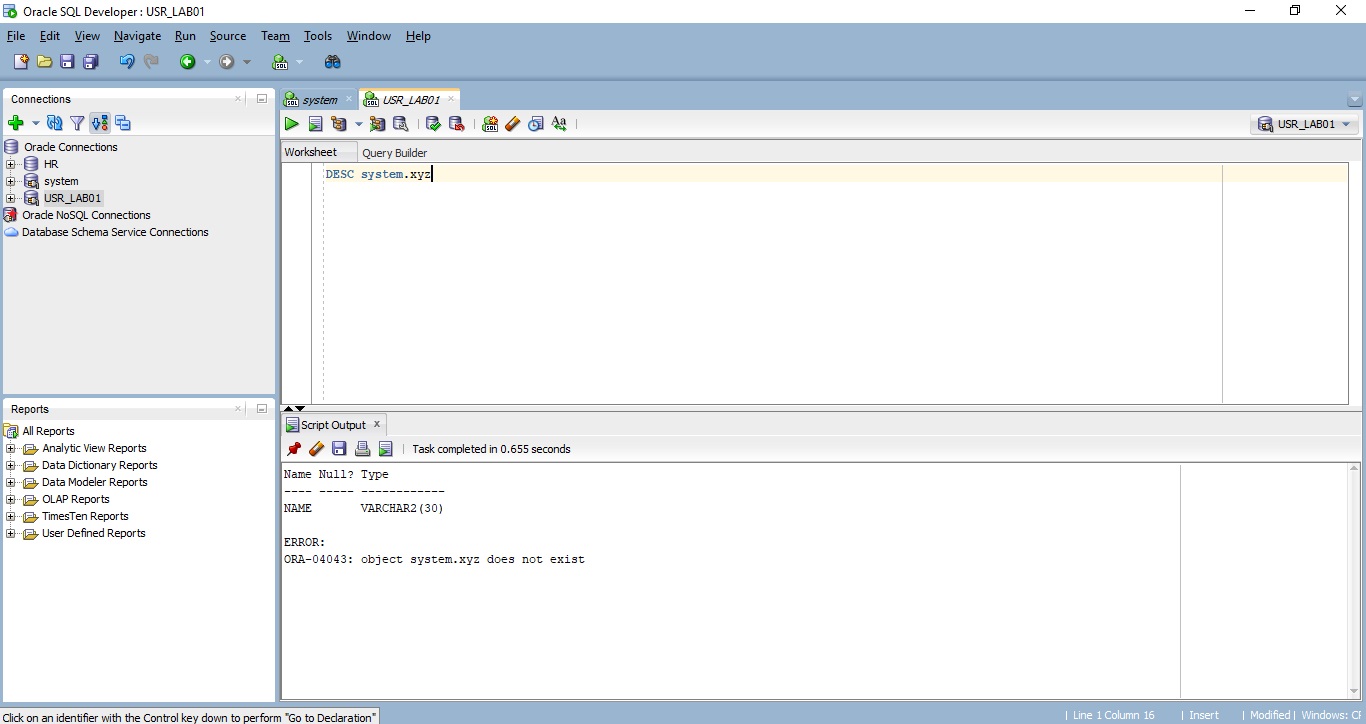 Oracle SQL Developer : USR_LAB01
File Edit View Navigate Run Source Team Tools Window Help
Connections
Oracle Connections
HR
system
USR_LAB01
Oracle NoSQL Connections
Database Schema Service Connections
Reports
All Reports
Analytic View Reports
Data Dictionary Reports
Data Modeler Reports
OLAP Reports
TimesTen Reports
User Defined Reports
system USR_LAB01
USR_LAB01
Worksheet Query Builder
DESC system.xyz
Script Output
Task completed in 0.655 seconds
Name Null? Type
---- ----- ------------
NAME VARCHAR2(30)
ERROR:
ORA-04043: object system.xyz does not exist
Click on an identifier with the Control key down to perform "Go to Declaration"
| Line 1 Column 16 | Insert | Modified | Windows: